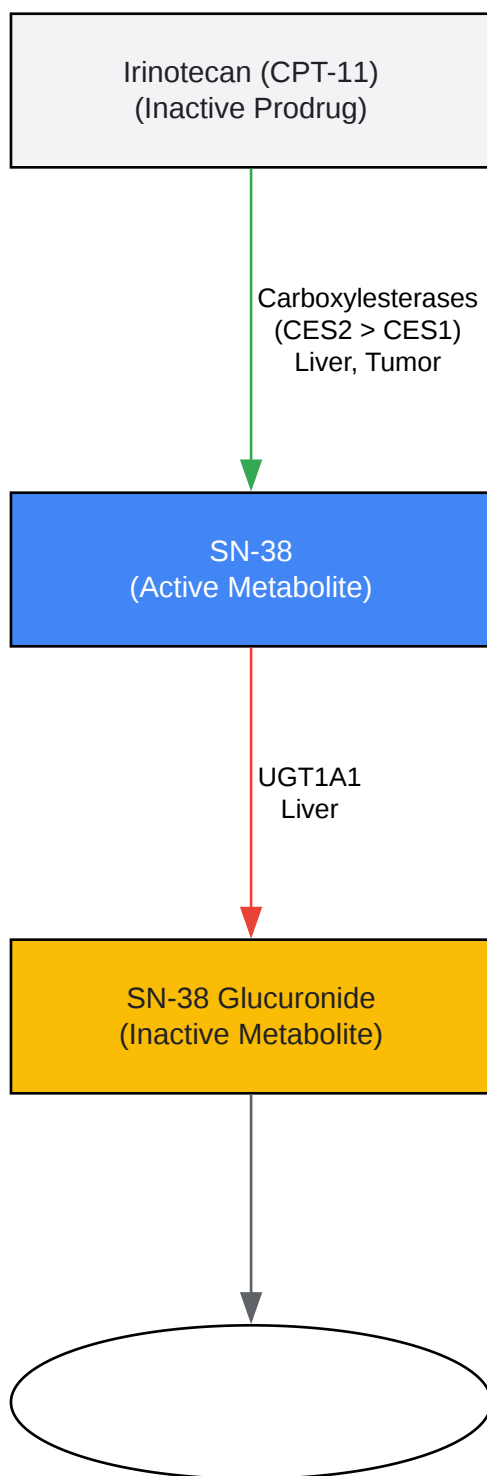 Irinotecan (CPT-11)
(Inactive Prodrug)
Carboxylesterases
(CES2 > CES1)
Liver, Tumor
SN-38
(Active Metabolite)
UGT1A1
Liver
SN-38 Glucuronide
(Inactive Metabolite)